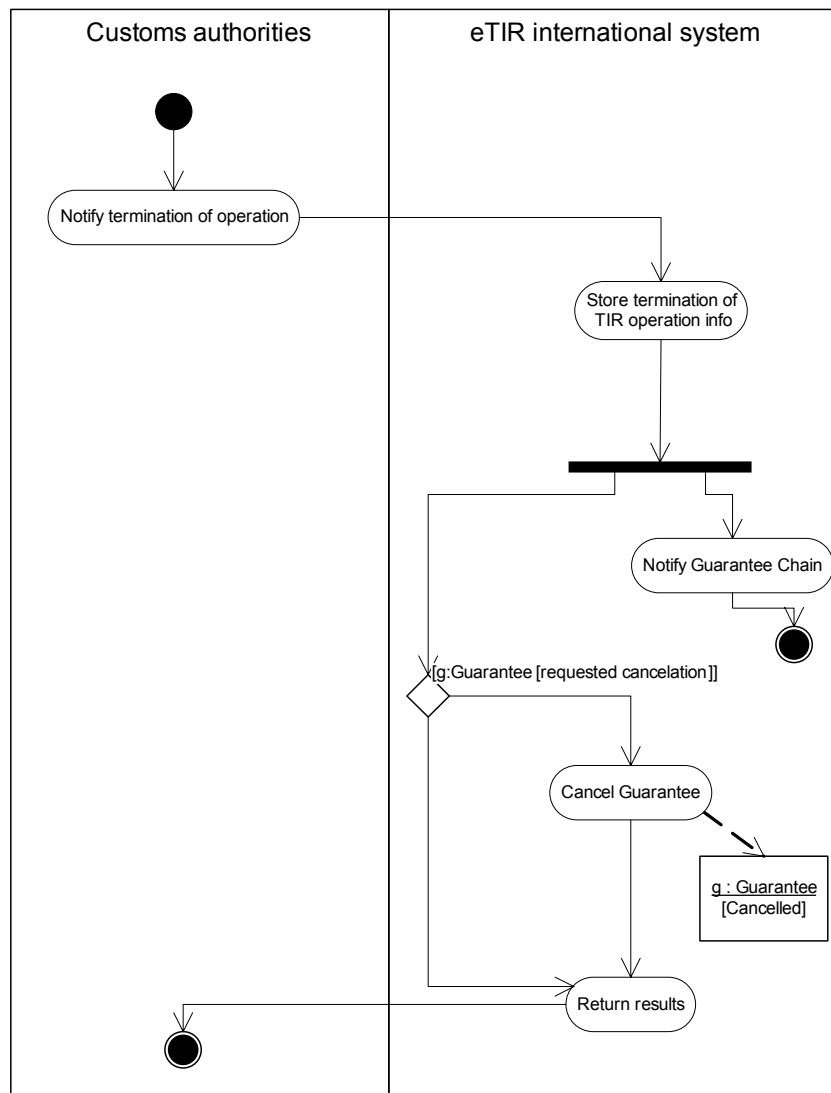 Customs authorities
eTIR international system
Notify termination of operation
Store termination of
TIR operation info
Notify Guarantee Chain
[g:Guarantee [requested cancelation]]
Cancel Guarantee
g : Guarantee
[Cancelled]
Return results